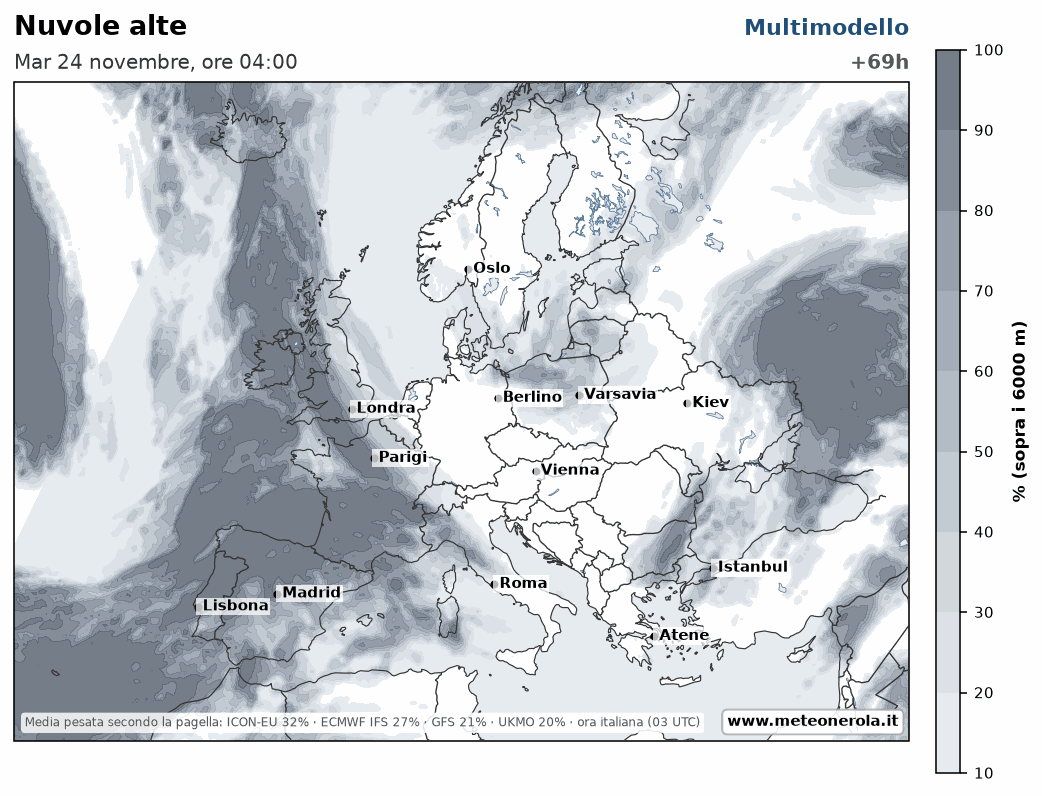 Nuvole alte
Multimodello
Mar 24 novembre, ore 04:00
+69h
100
90
80
70
60
50
40
30
20
10
% (sopra i 6000 m)
Oslo
Berlino
Varsavia
Kiev
Londra
Parigi
Vienna
Istanbul
Roma
Madrid
Lisbona
Atene
Media pesata secondo la pagella: ICON-EU 32% · ECMWF IFS 27% · GFS 21% · UKMO 20% · ora italiana (03 UTC)
www.meteonerola.it